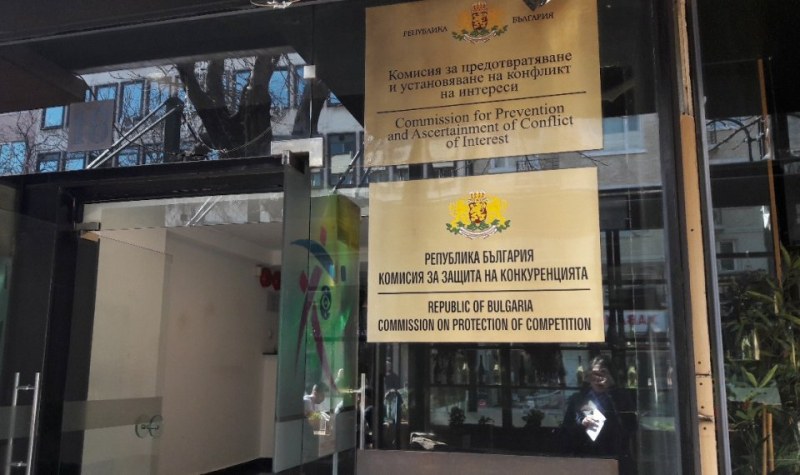 РЕПУБЛИКА БЪЛГАРИЯ
Комисия за предотвратяване
и установяване на конфликт
на интереси
Commission for Prevention
and Ascertainment of Conflict
of Interest
РЕПУБЛИКА БЪЛГАРИЯ
КОМИСИЯ ЗА ЗАЩИТА НА КОНКУРЕНЦИЯТА
REPUBLIC OF BULGARIA
COMMISSION ON PROTECTION OF COMPETITION